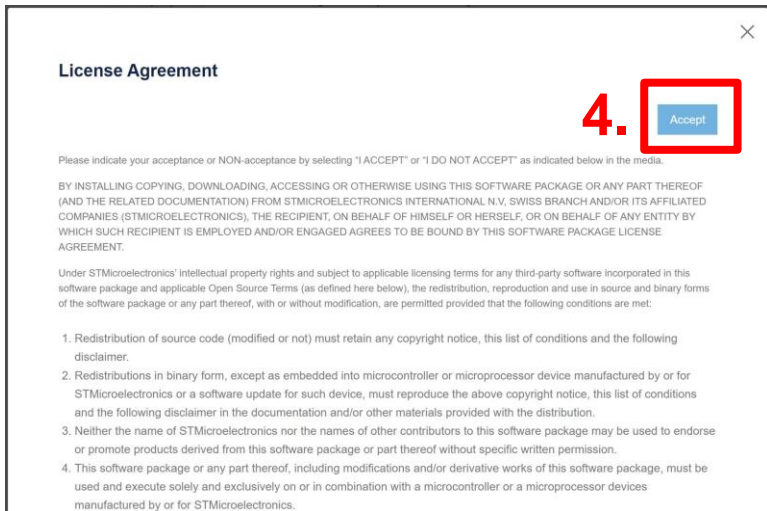 License Agreement
4.
Accept
Please indicate your acceptance or NON-acceptance by selecting "I ACCEPT" or "I DO NOT ACCEPT" as indicated below in the media.
BY INSTALLING COPYING, DOWNLOADING, ACCESSING OR OTHERWISE USING THIS SOFTWARE PACKAGE OR ANY PART THEREOF
(AND THE RELATED DOCUMENTATION) FROM STMICROELECTRONICS INTERNATIONAL N.V, SWISS BRANCH AND/OR ITS AFFILIATED
COMPANIES (STMICROELECTRONICS), THE RECIPIENT, ON BEHALF OF HIMSELF OR HERSELF, OR ON BEHALF OF ANY ENTITY BY
WHICH SUCH RECIPIENT IS EMPLOYED AND/OR ENGAGED AGREES TO BE BOUND BY THIS SOFTWARE PACKAGE LICENSE
AGREEMENT.
Under STMicroelectronics' intellectual property rights and subject to applicable licensing terms for any third-party software incorporated in this
software package and applicable Open Source Terms (as defined here below), the redistribution, reproduction and use in source and binary forms
of the software package or any part thereof, with or without modification, are permitted provided that the following conditions are met:
1. Redistribution of source code (modified or not) must retain any copyright notice, this list of conditions and the following
disclaimer.
2. Redistributions in binary form, except as embedded into microcontroller or microprocessor device manufactured by or for
STMicroelectronics or a software update for such device, must reproduce the above copyright notice, this list of conditions
and the following disclaimer in the documentation and/or other materials provided with the distribution.
3. Neither the name of STMicroelectronics nor the names of other contributors to this software package may be used to endorse
or promote products derived from this software package or part thereof without specific written permission.
4. This software package or any part thereof, including modifications and/or derivative works of this software package, must be
used and execute solely and exclusively on or in combination with a microcontroller or a microprocessor devices
manufactured by or for STMicroelectronics.